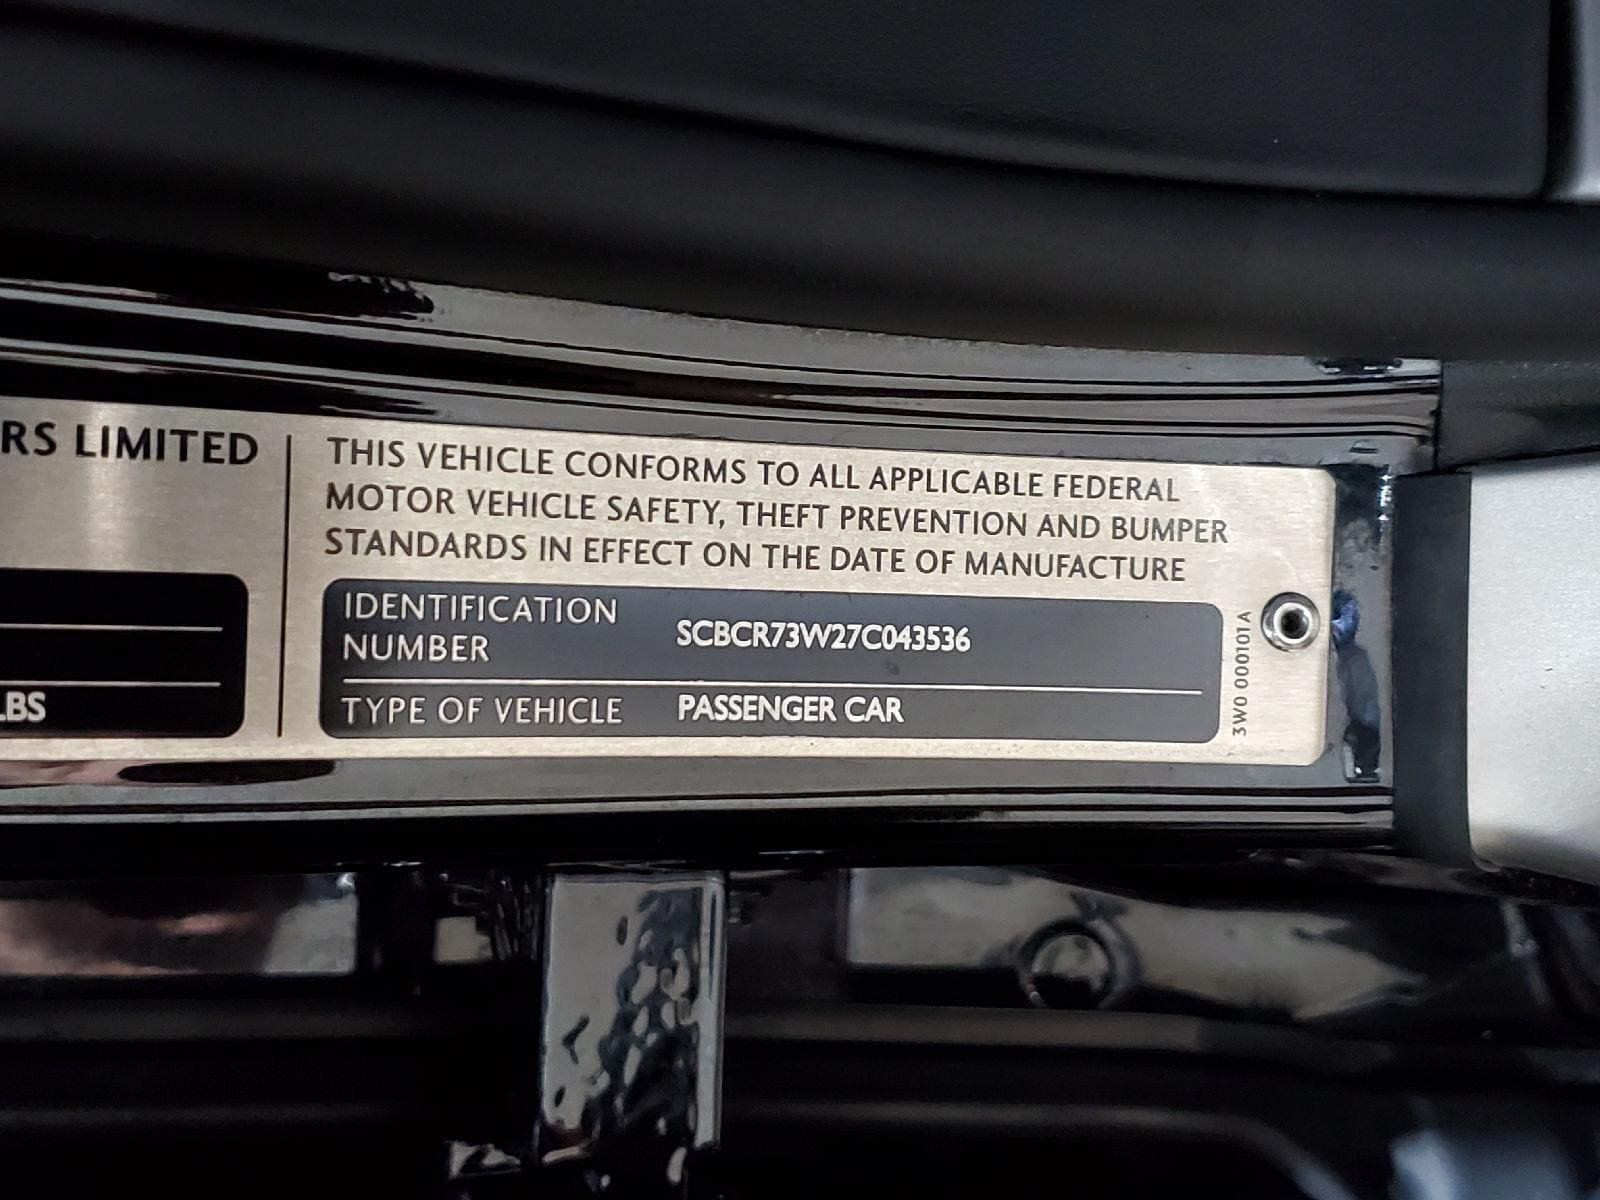 RS LIMITED
LBS
THIS VEHICLE CONFORMS TO ALL APPLICABLE FEDERAL
MOTOR VEHICLE SAFETY, THEFT PREVENTION AND BUMPER
STANDARDS IN EFFECT ON THE DATE OF MANUFACTURE
IDENTIFICATION
NUMBER
SCBCR73W27C043536
TYPE OF VEHICLE PASSENGER CAR
3W0 000101A